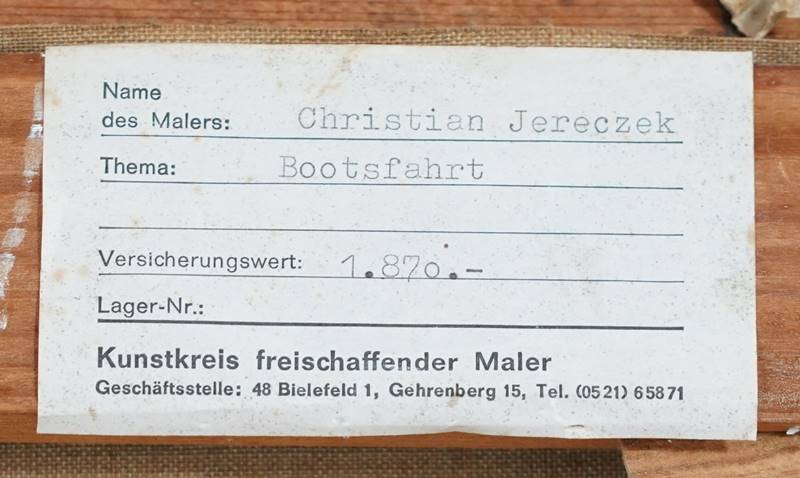 Name
des Malers: Christian Jereczek
Thema: Bootsfahrt
Versicherungswert: 1.870.-
Lager-Nr.:
Kunstkreis freischaffender Maler
Geschäftsstelle: 48 Bielefeld 1, Gehrenberg 15, Tel. (0521) 65871